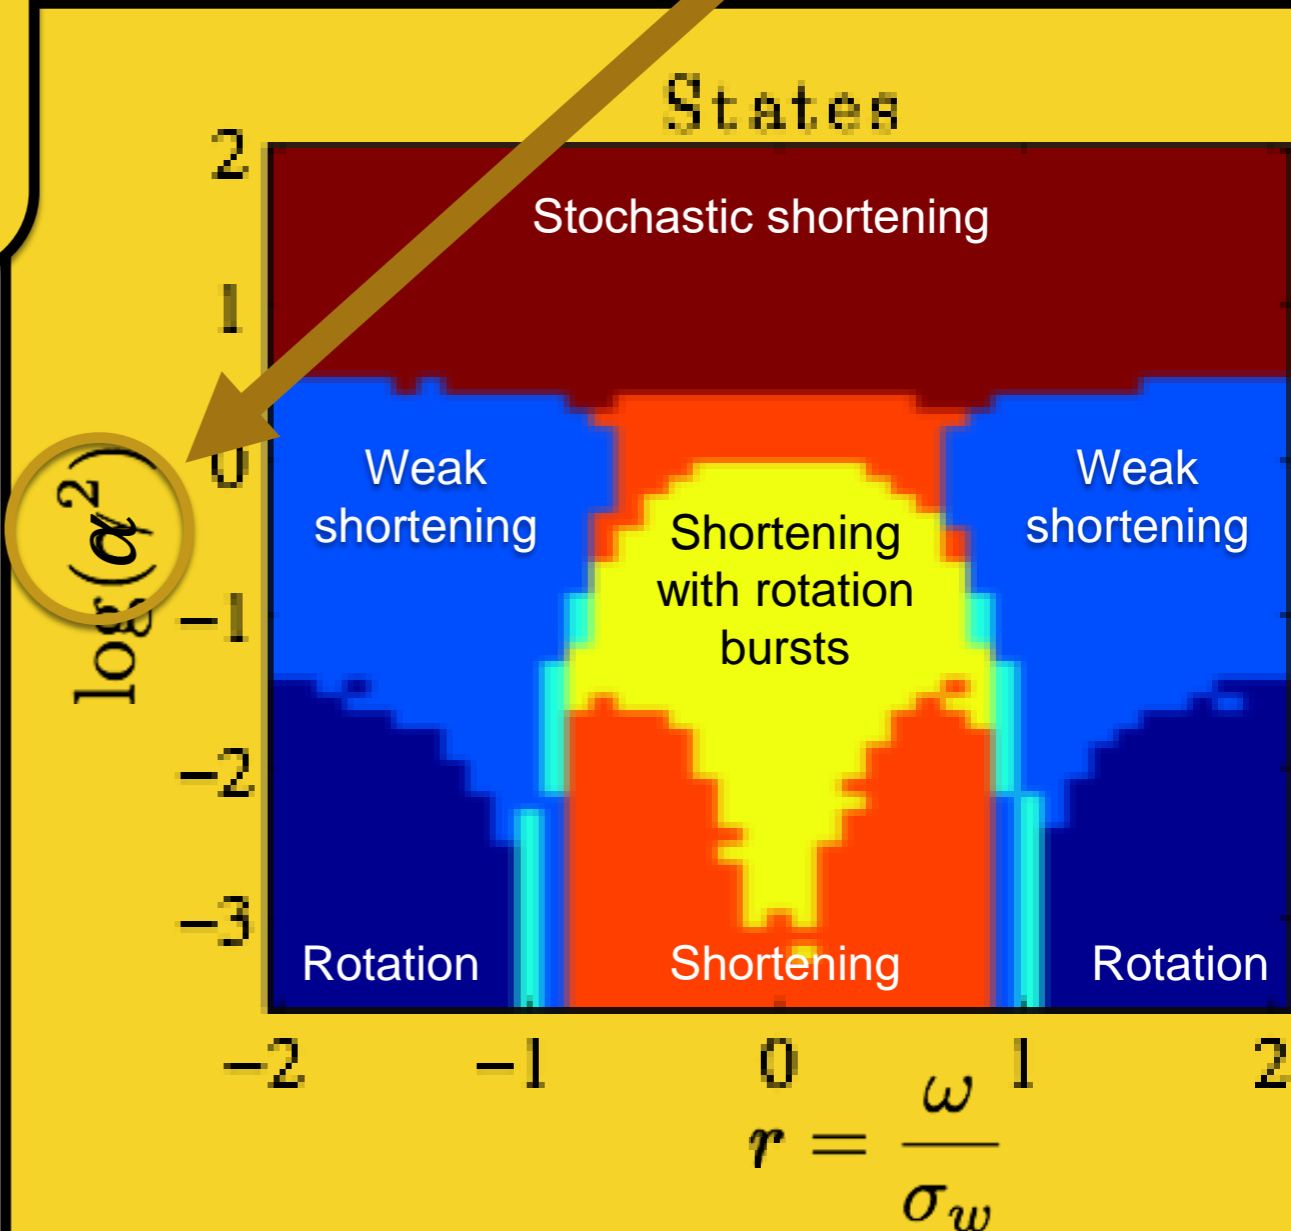 States
2
Stochastic shortening
1
0
Weak
shortening
Weak
shortening
Shortening
with rotation
bursts
log(α²)
−1
−2
−3
Rotation
Shortening
Rotation
−2
−1
0
1
2
r = ω / σ_w